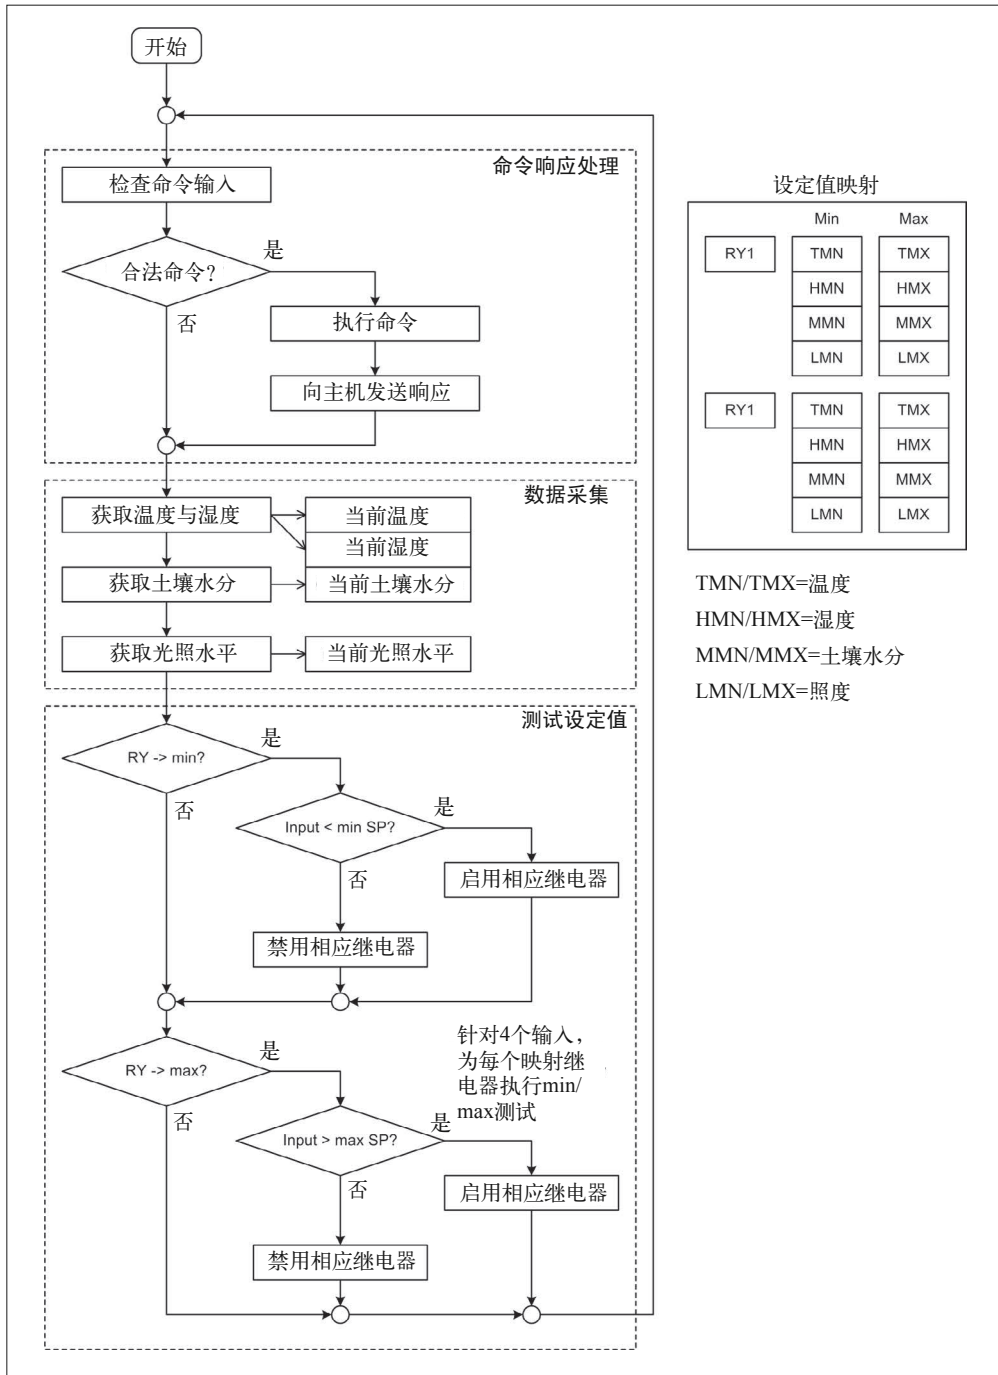 开始
命令响应处理
检查命令输入
合法命令？
是
否
执行命令
向主机发送响应
数据采集
获取温度与湿度
当前温度
当前湿度
获取土壤水分
当前土壤水分
获取光照水平
当前光照水平
测试设定值
RY -> min?
是
否
Input < min SP?
是
否
启用相应继电器
禁用相应继电器
RY -> max?
是
否
针对4个输入，
为每个映射继
电器执行min/
max测试
Input > max SP?
是
否
启用相应继电器
禁用相应继电器
设定值映射
Min Max
RY1 TMN TMX
HMN HMX
MMN MMX
LMN LMX
RY1 TMN TMX
HMN HMX
MMN MMX
LMN LMX
TMN/TMX=温度
HMN/HMX=湿度
MMN/MMX=土壤水分
LMN/LMX=照度